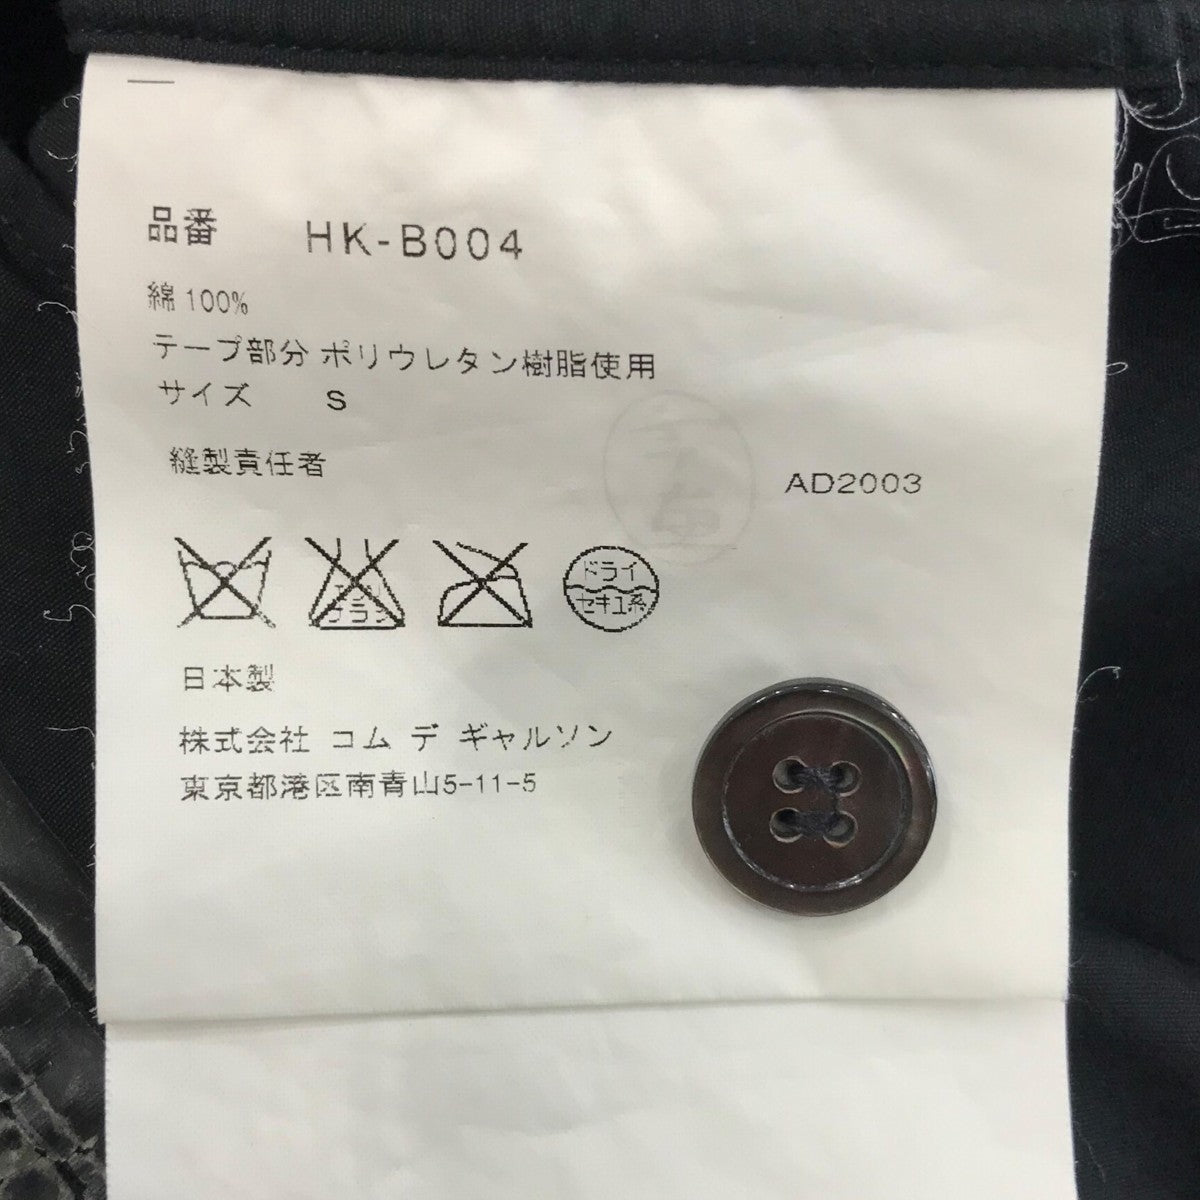 品番 HK-B004
綿 100%
テープ部分 ポリウレタン樹脂使用
サイズ S
縫製責任者
AD2003
ドライ
セキユ系
日本製
株式会社 コム デ ギャルソン
東京都港区南青山5-11-5